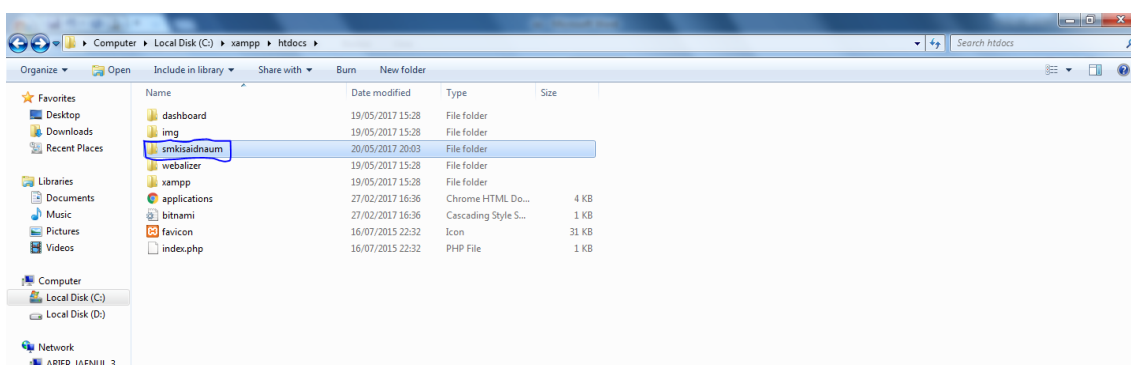 Computer ▸ Local Disk (C:) ▸ xampp ▸ htdocs ▸
Search htdocs
Organize Open Include in library Share with Burn New folder
Favorites
Desktop
Downloads
Recent Places
Libraries
Documents
Music
Pictures
Videos
Computer
Local Disk (C:)
Local Disk (D:)
Network
Name Date modified Type Size
dashboard 19/05/2017 15:28 File folder
img 19/05/2017 15:28 File folder
smkisaidnaum 20/05/2017 20:03 File folder
webalizer 19/05/2017 15:28 File folder
xampp 19/05/2017 15:28 File folder
applications 27/02/2017 16:36 Chrome HTML Do... 4 KB
bitnami 27/02/2017 16:36 Cascading Style S... 1 KB
favicon 16/07/2015 22:32 Icon 31 KB
index.php 16/07/2015 22:32 PHP File 1 KB